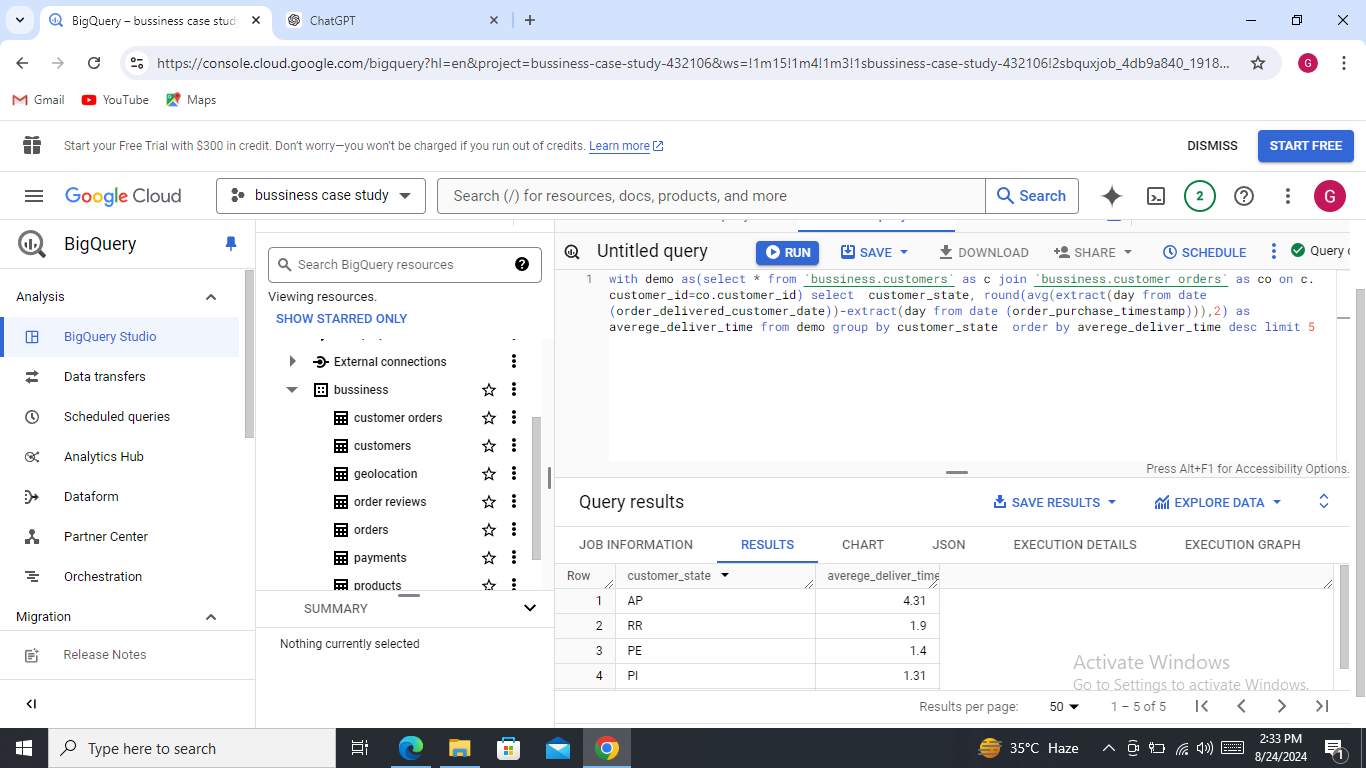 BigQuery – bussiness case stud
ChatGPT
https://console.cloud.google.com/bigquery?hl=en&project=bussiness-case-study-432106&ws=!1m15!1m4!1m3!1sbussiness-case-study-432106!2sbquxjob_4db9a840_1918...
G
Gmail
YouTube
Maps
Start your Free Trial with $300 in credit. Don't worry—you won't be charged if you run out of credits. Learn more
DISMISS
START FREE
Google Cloud
bussiness case study
Search (/) for resources, docs, products, and more
Search
2
G
BigQuery
Analysis
BigQuery Studio
Data transfers
Scheduled queries
Analytics Hub
Dataform
Partner Center
Orchestration
Migration
Release Notes
Search BigQuery resources
Viewing resources.
SHOW STARRED ONLY
External connections
bussiness
customer orders
customers
geolocation
order reviews
orders
payments
products
SUMMARY
Nothing currently selected
Untitled query
RUN
SAVE
DOWNLOAD
SHARE
SCHEDULE
Query c
1 with demo as(select * from `bussiness.customers` as c join `bussiness.customer orders` as co on c.
customer_id=co.customer_id) select  customer_state, round(avg(extract(day from date
(order_delivered_customer_date))-extract(day from date (order_purchase_timestamp))),2) as
averege_deliver_time from demo group by customer_state  order by averege_deliver_time desc limit 5
Press Alt+F1 for Accessibility Options.
Query results
SAVE RESULTS
EXPLORE DATA
JOB INFORMATION
RESULTS
CHART
JSON
EXECUTION DETAILS
EXECUTION GRAPH
Row customer_state averege_deliver_time
1 AP 4.31
2 RR 1.9
3 PE 1.4
4 PI 1.31
Activate Windows
Go to Settings to activate Windows.
Results per page: 50 1 – 5 of 5
Type here to search
35°C Haze
2:33 PM
8/24/2024
1